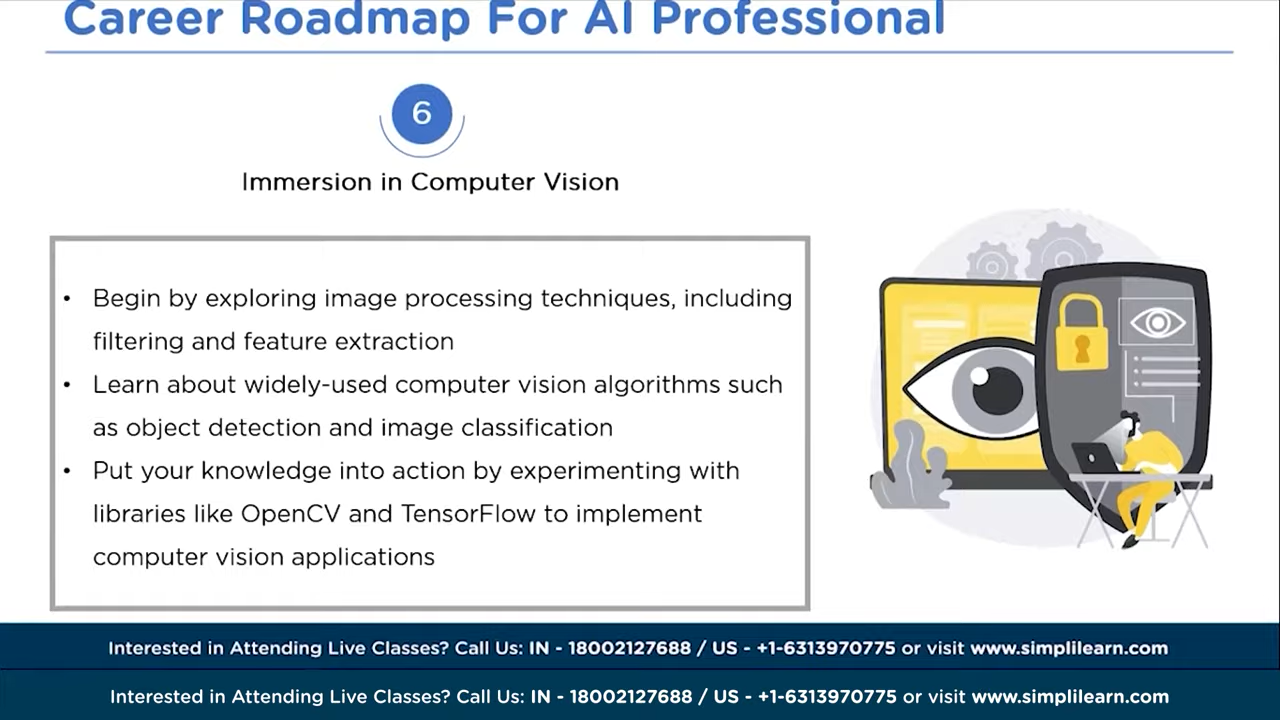 Career Roadmap For AI Professional
6
Immersion in Computer Vision
• Begin by exploring image processing techniques, including
filtering and feature extraction
• Learn about widely-used computer vision algorithms such
as object detection and image classification
• Put your knowledge into action by experimenting with
libraries like OpenCV and TensorFlow to implement
computer vision applications
Interested in Attending Live Classes? Call Us: IN - 18002127688 / US - +1-6313970775 or visit www.simplilearn.com
Interested in Attending Live Classes? Call Us: IN - 18002127688 / US - +1-6313970775 or visit www.simplilearn.com